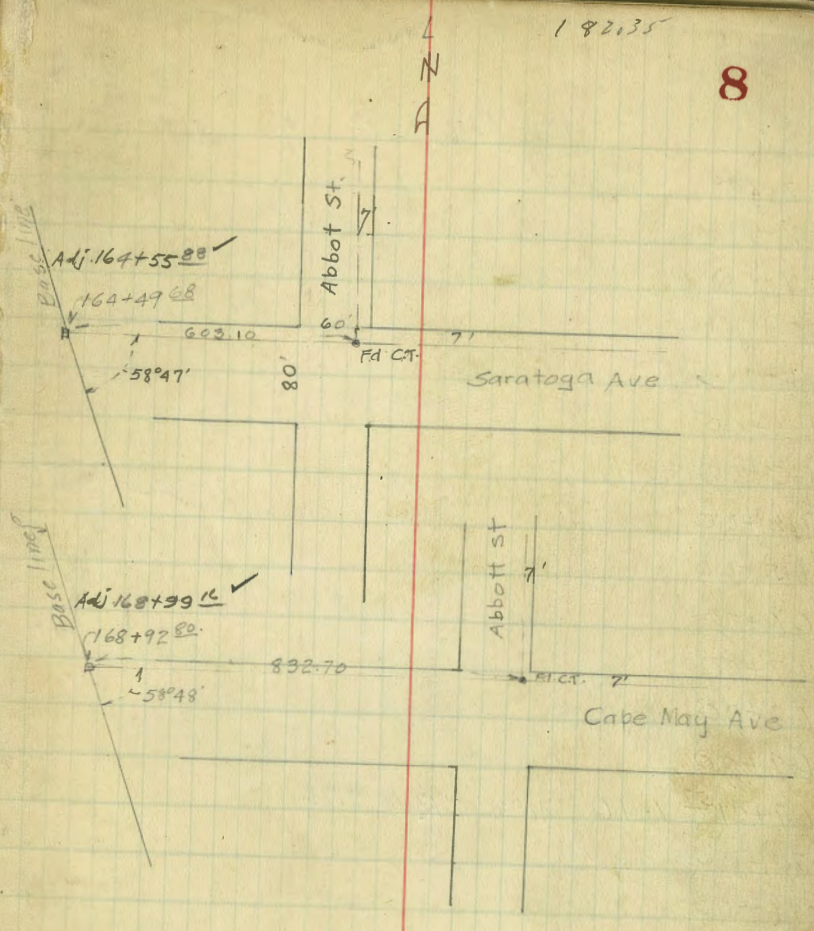 182.35
N
8
Base line
Adj. 164+55 88 ✓
164+49 68
603.10
58°47'
Abbot St.
7'
60'
7'
Fd C.T.
80'
Saratoga Ave
Base line
Adj 168+99 16 ✓
168+92 80
832.70
58°48'
Abbott St
7'
Fd. C.T. 7'
Cape May Ave